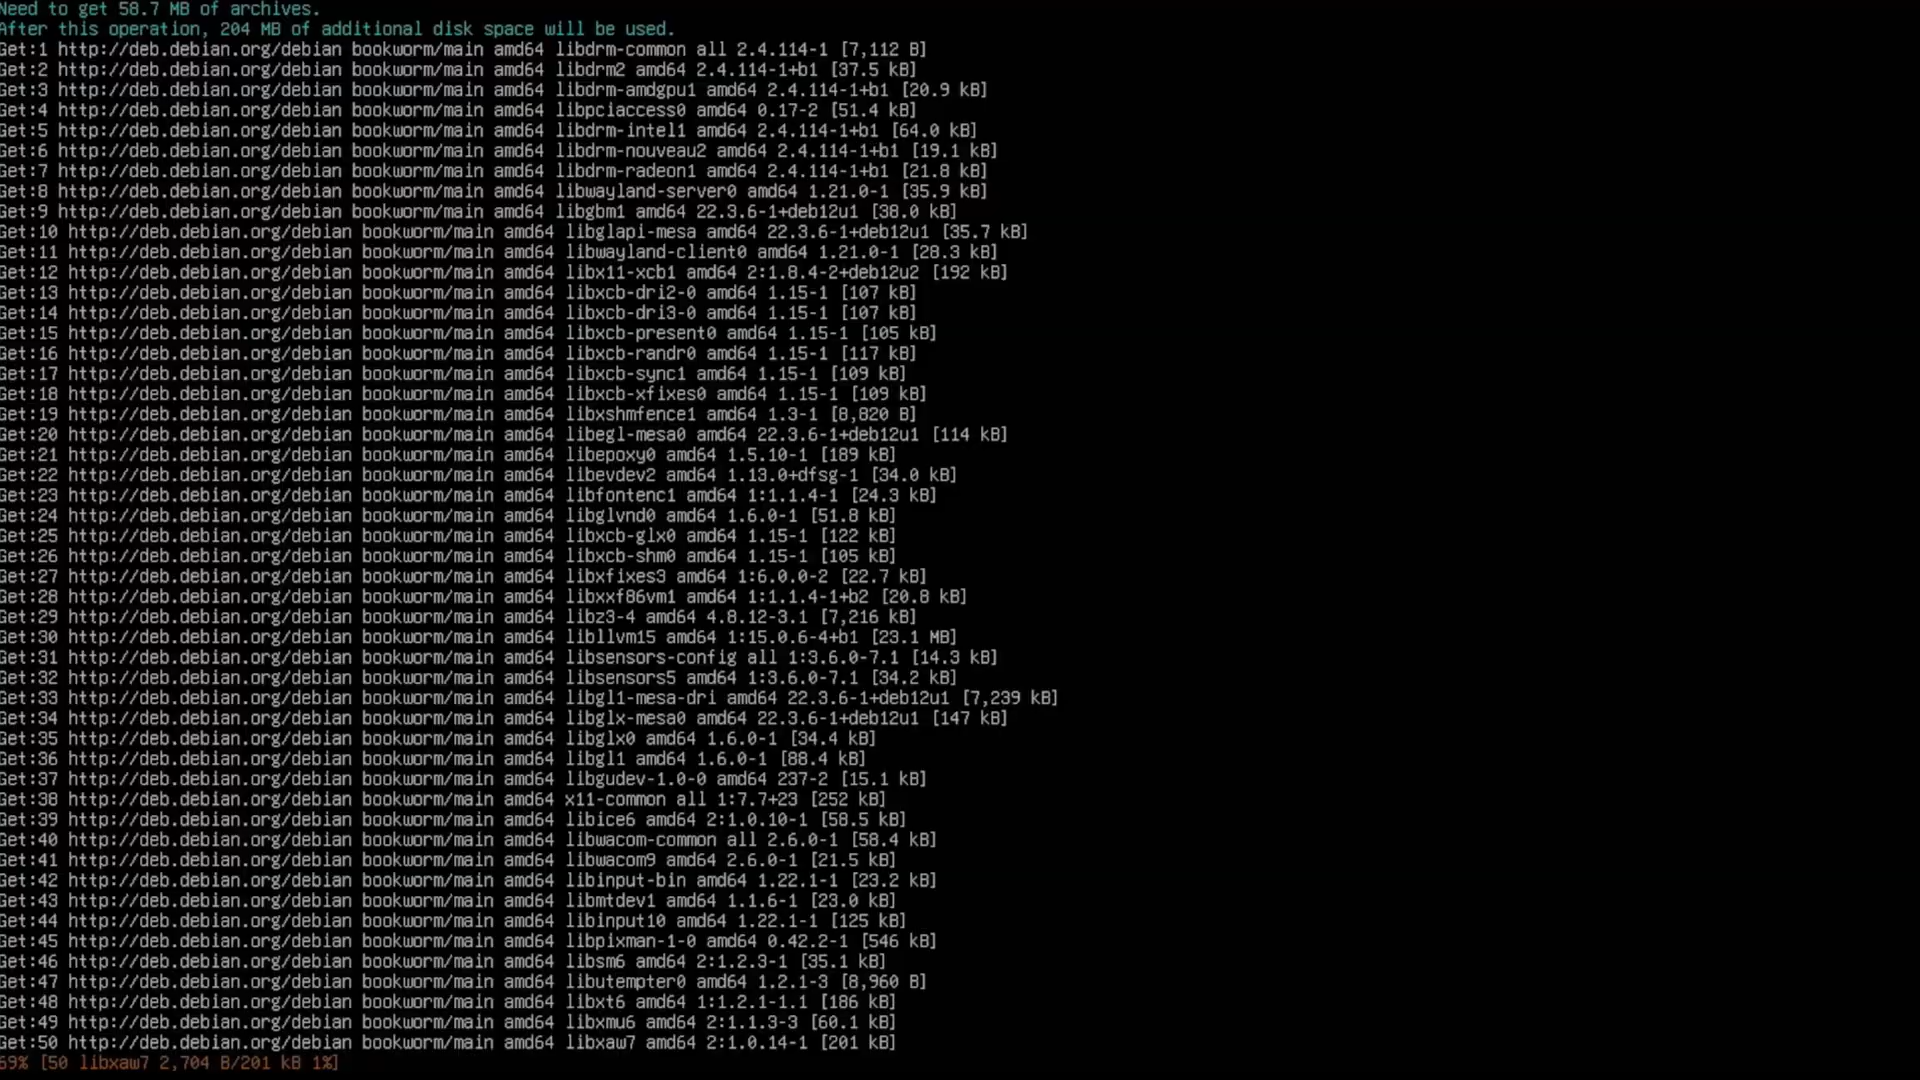 Need to get 58.7 MB of archives.
After this operation, 204 MB of additional disk space will be used.
Get:1 http://deb.debian.org/debian bookworm/main amd64 libdrm-common all 2.4.114-1 [7,112 B]
Get:2 http://deb.debian.org/debian bookworm/main amd64 libdrm2 amd64 2.4.114-1+b1 [37.5 kB]
Get:3 http://deb.debian.org/debian bookworm/main amd64 libdrm-amdgpu1 amd64 2.4.114-1+b1 [20.9 kB]
Get:4 http://deb.debian.org/debian bookworm/main amd64 libpciaccess0 amd64 0.17-2 [51.4 kB]
Get:5 http://deb.debian.org/debian bookworm/main amd64 libdrm-intel1 amd64 2.4.114-1+b1 [64.0 kB]
Get:6 http://deb.debian.org/debian bookworm/main amd64 libdrm-nouveau2 amd64 2.4.114-1+b1 [19.1 kB]
Get:7 http://deb.debian.org/debian bookworm/main amd64 libdrm-radeon1 amd64 2.4.114-1+b1 [21.8 kB]
Get:8 http://deb.debian.org/debian bookworm/main amd64 libwayland-server0 amd64 1.21.0-1 [35.9 kB]
Get:9 http://deb.debian.org/debian bookworm/main amd64 libgbm1 amd64 22.3.6-1+deb12u1 [38.0 kB]
Get:10 http://deb.debian.org/debian bookworm/main amd64 libglapi-mesa amd64 22.3.6-1+deb12u1 [35.7 kB]
Get:11 http://deb.debian.org/debian bookworm/main amd64 libwayland-client0 amd64 1.21.0-1 [28.3 kB]
Get:12 http://deb.debian.org/debian bookworm/main amd64 libx11-xcb1 amd64 2:1.8.4-2+deb12u2 [192 kB]
Get:13 http://deb.debian.org/debian bookworm/main amd64 libxcb-dri2-0 amd64 1.15-1 [107 kB]
Get:14 http://deb.debian.org/debian bookworm/main amd64 libxcb-dri3-0 amd64 1.15-1 [107 kB]
Get:15 http://deb.debian.org/debian bookworm/main amd64 libxcb-present0 amd64 1.15-1 [105 kB]
Get:16 http://deb.debian.org/debian bookworm/main amd64 libxcb-randr0 amd64 1.15-1 [117 kB]
Get:17 http://deb.debian.org/debian bookworm/main amd64 libxcb-sync1 amd64 1.15-1 [109 kB]
Get:18 http://deb.debian.org/debian bookworm/main amd64 libxcb-xfixes0 amd64 1.15-1 [109 kB]
Get:19 http://deb.debian.org/debian bookworm/main amd64 libxshmfence1 amd64 1.3-1 [8,820 B]
Get:20 http://deb.debian.org/debian bookworm/main amd64 libegl-mesa0 amd64 22.3.6-1+deb12u1 [114 kB]
Get:21 http://deb.debian.org/debian bookworm/main amd64 libepoxy0 amd64 1.5.10-1 [189 kB]
Get:22 http://deb.debian.org/debian bookworm/main amd64 libevdev2 amd64 1.13.0+dfsg-1 [34.0 kB]
Get:23 http://deb.debian.org/debian bookworm/main amd64 libfontenc1 amd64 1:1.1.4-1 [24.3 kB]
Get:24 http://deb.debian.org/debian bookworm/main amd64 libglvnd0 amd64 1.6.0-1 [51.8 kB]
Get:25 http://deb.debian.org/debian bookworm/main amd64 libxcb-glx0 amd64 1.15-1 [122 kB]
Get:26 http://deb.debian.org/debian bookworm/main amd64 libxcb-shm0 amd64 1.15-1 [105 kB]
Get:27 http://deb.debian.org/debian bookworm/main amd64 libxfixes3 amd64 1:6.0.0-2 [22.7 kB]
Get:28 http://deb.debian.org/debian bookworm/main amd64 libxxf86vm1 amd64 1:1.1.4-1+b2 [20.8 kB]
Get:29 http://deb.debian.org/debian bookworm/main amd64 libz3-4 amd64 4.8.12-3.1 [7,216 kB]
Get:30 http://deb.debian.org/debian bookworm/main amd64 libllvm15 amd64 1:15.0.6-4+b1 [23.1 MB]
Get:31 http://deb.debian.org/debian bookworm/main amd64 libsensors-config all 1:3.6.0-7.1 [14.3 kB]
Get:32 http://deb.debian.org/debian bookworm/main amd64 libsensors5 amd64 1:3.6.0-7.1 [34.2 kB]
Get:33 http://deb.debian.org/debian bookworm/main amd64 libgl1-mesa-dri amd64 22.3.6-1+deb12u1 [7,239 kB]
Get:34 http://deb.debian.org/debian bookworm/main amd64 libglx-mesa0 amd64 22.3.6-1+deb12u1 [147 kB]
Get:35 http://deb.debian.org/debian bookworm/main amd64 libglx0 amd64 1.6.0-1 [34.4 kB]
Get:36 http://deb.debian.org/debian bookworm/main amd64 libgl1 amd64 1.6.0-1 [88.4 kB]
Get:37 http://deb.debian.org/debian bookworm/main amd64 libgudev-1.0-0 amd64 237-2 [15.1 kB]
Get:38 http://deb.debian.org/debian bookworm/main amd64 x11-common all 1:7.7+23 [252 kB]
Get:39 http://deb.debian.org/debian bookworm/main amd64 libice6 amd64 2:1.0.10-1 [58.5 kB]
Get:40 http://deb.debian.org/debian bookworm/main amd64 libwacom-common all 2.6.0-1 [58.4 kB]
Get:41 http://deb.debian.org/debian bookworm/main amd64 libwacom9 amd64 2.6.0-1 [21.5 kB]
Get:42 http://deb.debian.org/debian bookworm/main amd64 libinput-bin amd64 1.22.1-1 [23.2 kB]
Get:43 http://deb.debian.org/debian bookworm/main amd64 libmtdev1 amd64 1.1.6-1 [23.0 kB]
Get:44 http://deb.debian.org/debian bookworm/main amd64 libinput10 amd64 1.22.1-1 [125 kB]
Get:45 http://deb.debian.org/debian bookworm/main amd64 libpixman-1-0 amd64 0.42.2-1 [546 kB]
Get:46 http://deb.debian.org/debian bookworm/main amd64 libsm6 amd64 2:1.2.3-1 [35.1 kB]
Get:47 http://deb.debian.org/debian bookworm/main amd64 libutempter0 amd64 1.2.1-3 [8,960 B]
Get:48 http://deb.debian.org/debian bookworm/main amd64 libxt6 amd64 1:1.2.1-1.1 [186 kB]
Get:49 http://deb.debian.org/debian bookworm/main amd64 libxmu6 amd64 2:1.1.3-3 [60.1 kB]
Get:50 http://deb.debian.org/debian bookworm/main amd64 libxaw7 amd64 2:1.0.14-1 [201 kB]
69% [50 libxaw7 2,704 B/201 kB 1%]